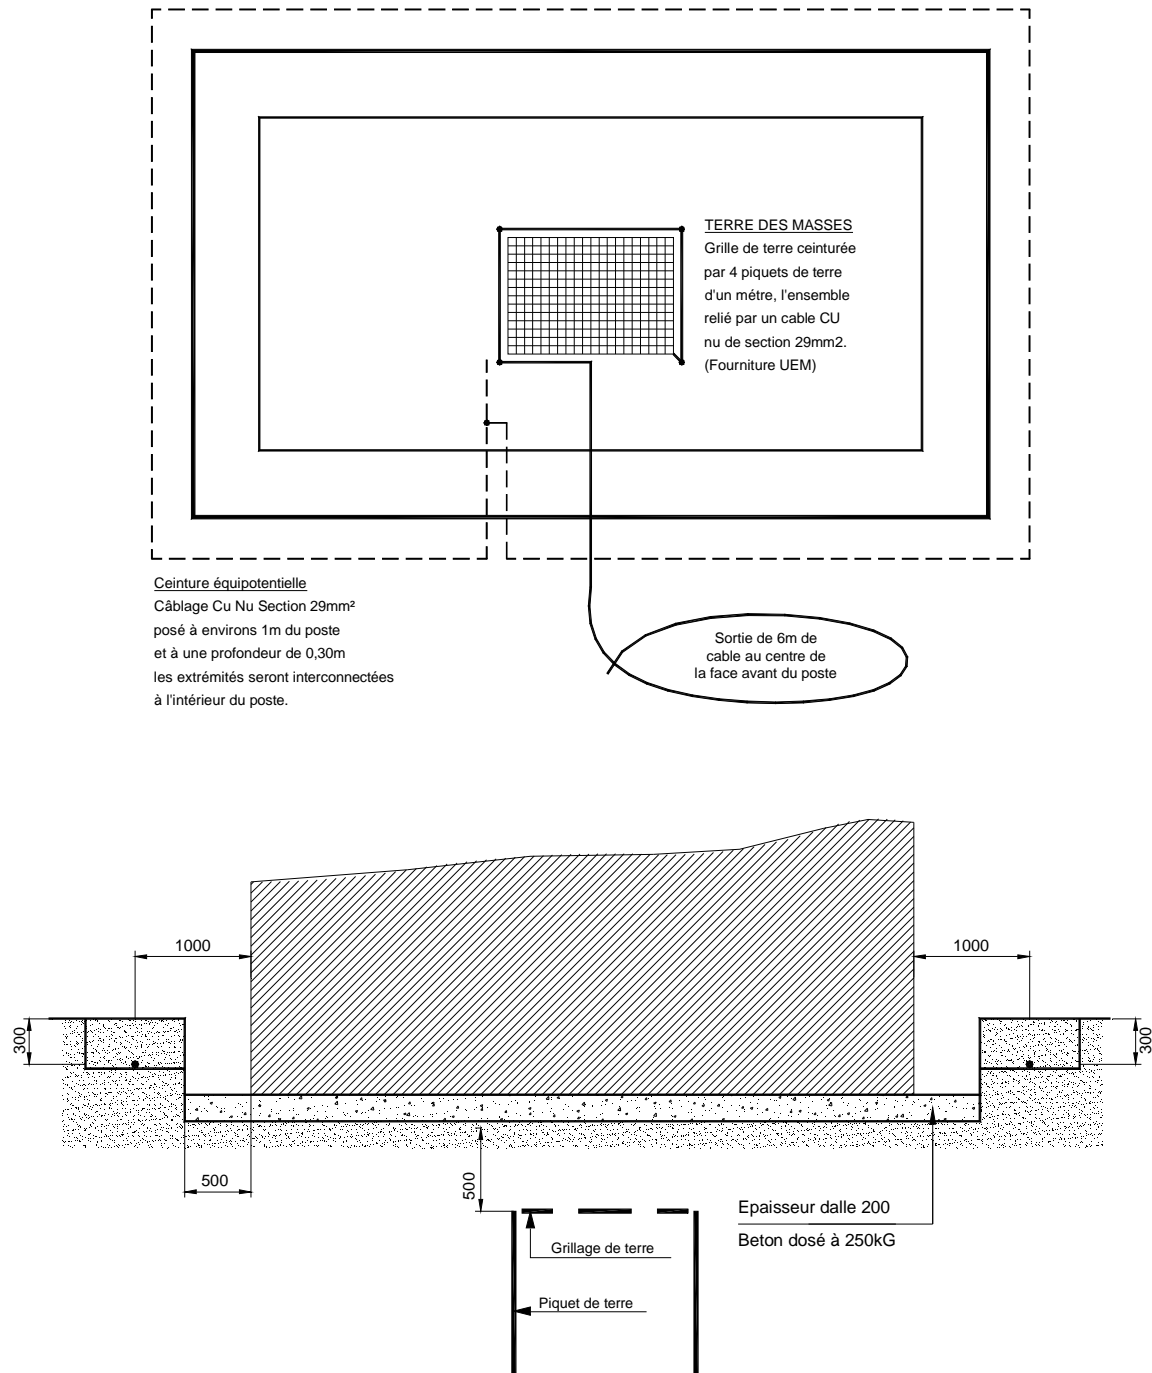 TERRE DES MASSES
Grille de terre ceinturée
par 4 piquets de terre
d'un métre, l'ensemble
relié par un cable CU
nu de section 29mm2.
(Fourniture UEM)
Ceinture équipotentielle
Câblage Cu Nu Section 29mm²
posé à environs 1m du poste
et à une profondeur de 0,30m
les extrémités seront interconnectées
à l'intérieur du poste.
Sortie de 6m de
cable au centre de
la face avant du poste
1000
1000
300
300
500
500
Epaisseur dalle 200
Beton dosé à 250kG
Grillage de terre
Piquet de terre